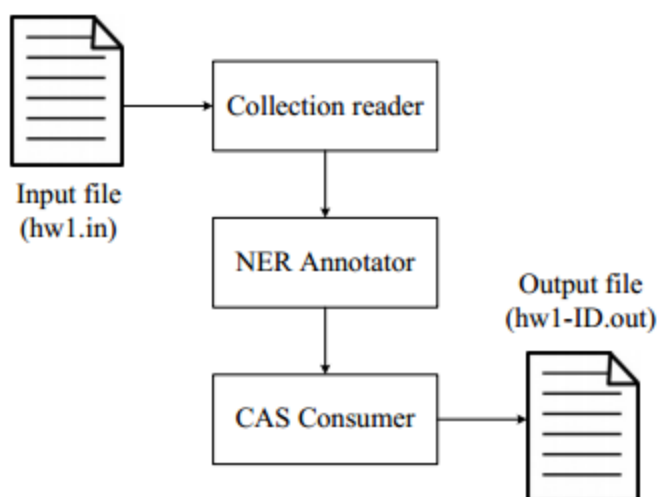 Collection reader
Input file
(hw1.in)
NER Annotator
Output file
(hw1-ID.out)
CAS Consumer